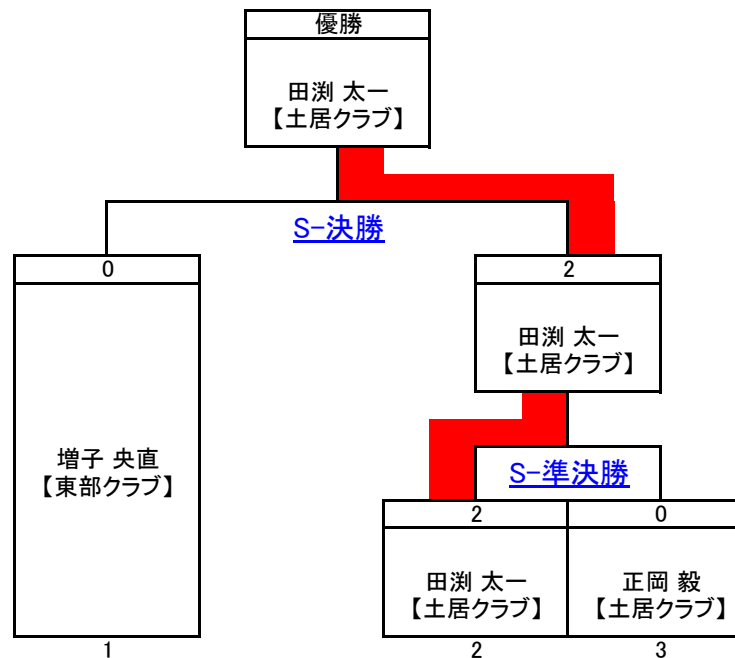 優勝
田渕 太一
【土居クラブ】
S-決勝
0
2
田渕 太一
【土居クラブ】
増子 央直
【東部クラブ】
S-準決勝
2
0
田渕 太一
【土居クラブ】
正岡 毅
【土居クラブ】
1
2
3